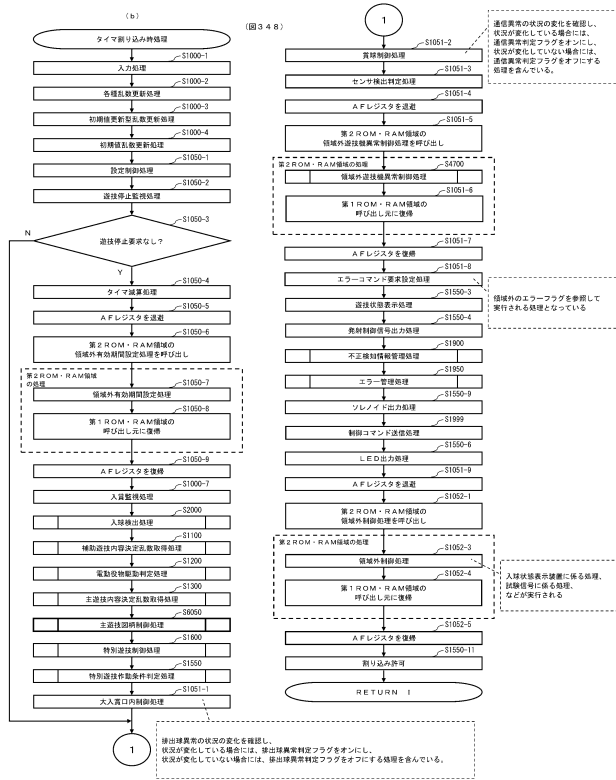 （ｂ）
（図３４８）
タイマ割り込み時処理
S1000-1
入力処理
S1000-2
各種乱数更新処理
S1000-3
初期値更新型乱数更新処理
S1000-4
初期値乱数更新処理
S1050-1
設定制御処理
S1050-2
遊技停止監視処理
S1050-3
遊技停止要求なし？
N
Y
S1050-4
タイマ減算処理
S1050-5
ＡＦレジスタを退避
S1050-6
第２ＲＯＭ・ＲＡＭ領域の
領域外有効期間設定処理を呼び出し
第２ＲＯＭ・ＲＡＭ領域
の処理
S1050-7
領域外有効期間設定処理
S1050-8
第１ＲＯＭ・ＲＡＭ領域の
呼び出し元に復帰
S1050-9
ＡＦレジスタを復帰
S1000-7
入賞監視処理
S2000
入球検出処理
S1100
補助遊技内容決定乱数取得処理
S1200
電動役物駆動判定処理
S1300
主遊技内容決定乱数取得処理
S6050
主遊技図柄制御処理
S1600
特別遊技制御処理
S1550
特別遊技作動条件判定処理
S1051-1
大入賞口内制御処理
1
排出球異常の状況の変化を確認し、
状況が変化している場合には、排出球異常判定フラグをオンにし、
状況が変化していない場合には、排出球異常判定フラグをオフにする処理を含んでいる。
1
S1051-2
賞球制御処理
通信異常の状況の変化を確認し、
状況が変化している場合には、
通信異常判定フラグをオンにし、
状況が変化していない場合には、
通信異常判定フラグをオフにする
処理を含んでいる。
S1051-3
センサ検出判定処理
S1051-4
ＡＦレジスタを退避
S1051-5
第２ＲＯＭ・ＲＡＭ領域の
領域外遊技機異常制御処理を呼び出し
第２ＲＯＭ・ＲＡＭ領域の処理
S4700
領域外遊技機異常制御処理
S1051-6
第１ＲＯＭ・ＲＡＭ領域の
呼び出し元に復帰
S1051-7
ＡＦレジスタを復帰
S1051-8
エラーコマンド要求設定処理
領域外のエラーフラグを参照して
実行される処理となっている
S1550-3
遊技状態表示処理
S1550-4
発射制御信号出力処理
S1900
不正検知情報管理処理
S1950
エラー管理処理
S1550-9
ソレノイド出力処理
S1999
制御コマンド送信処理
S1550-6
ＬＥＤ出力処理
S1051-9
ＡＦレジスタを退避
S1052-1
第２ＲＯＭ・ＲＡＭ領域の
領域外制御処理を呼び出し
第２ＲＯＭ・ＲＡＭ領域の処理
S1052-3
領域外制御処理
入球状態表示装置に係る処理、
試験信号に係る処理、
などが実行される
S1052-4
第１ＲＯＭ・ＲＡＭ領域の
呼び出し元に復帰
S1052-5
ＡＦレジスタを復帰
S1550-11
割り込み許可
ＲＥＴＵＲＮ Ｉ